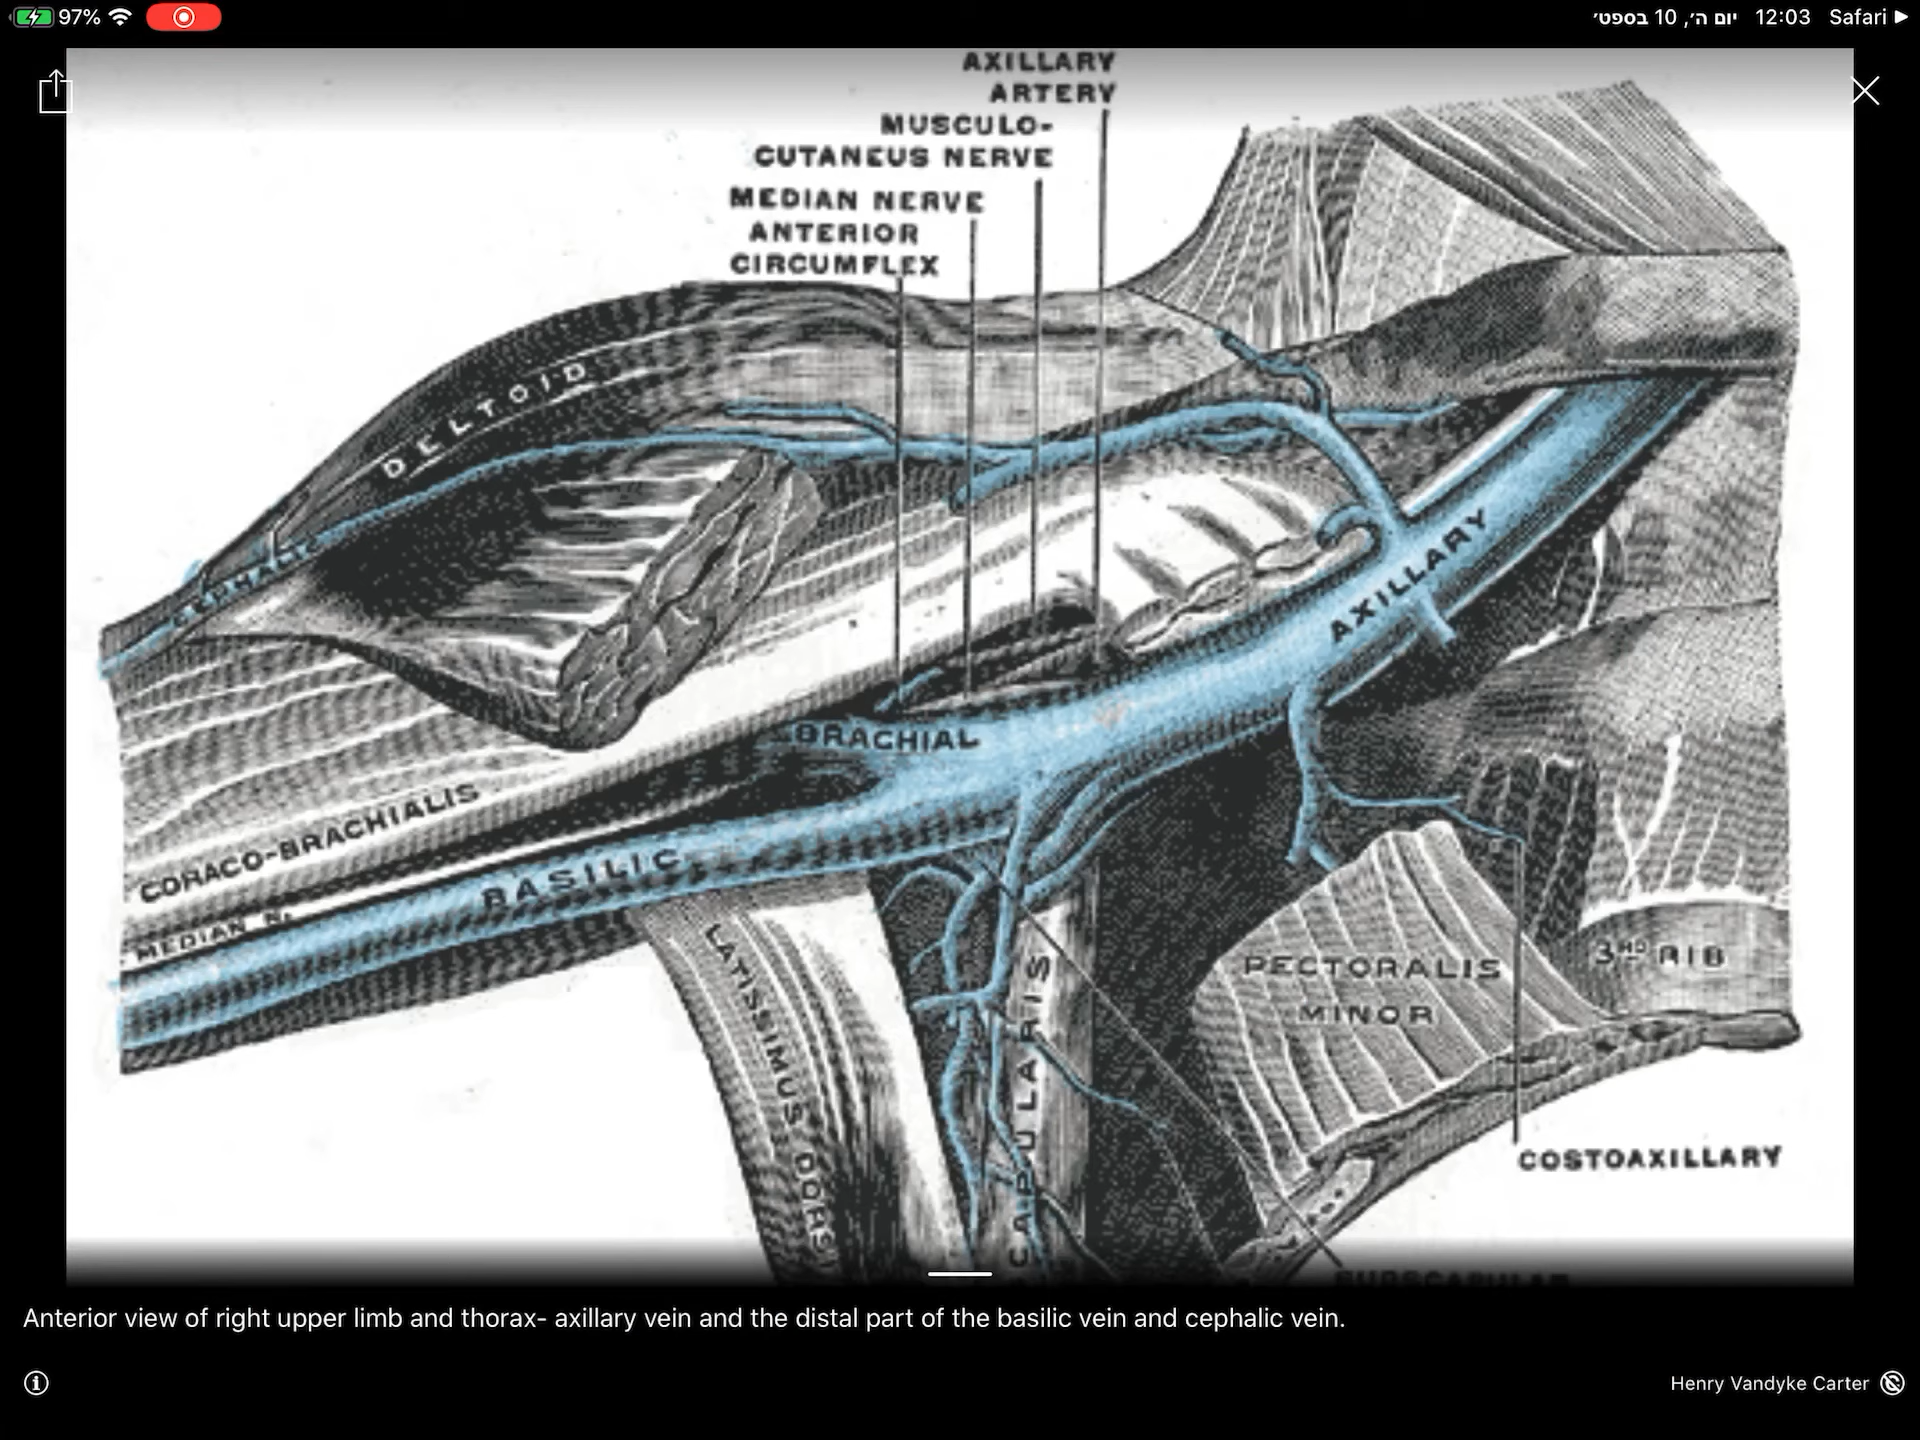 97%
יום ה׳, 10 בספט׳ 12:03 Safari
AXILLARY
ARTERY
MUSCULO-
CUTANEUS NERVE
MEDIAN NERVE
ANTERIOR
CIRCUMFLEX
DELTOID
CEPHALIC
AXILLARY
BRACHIAL
CORACO-BRACHIALIS
BASILIC
MEDIAN N.
LATISSIMUS DORSI
SCAPULARIS
PECTORALIS
MINOR
3RD RIB
COSTOAXILLARY
SUBSCAPULAR
Anterior view of right upper limb and thorax- axillary vein and the distal part of the basilic vein and cephalic vein.
Henry Vandyke Carter